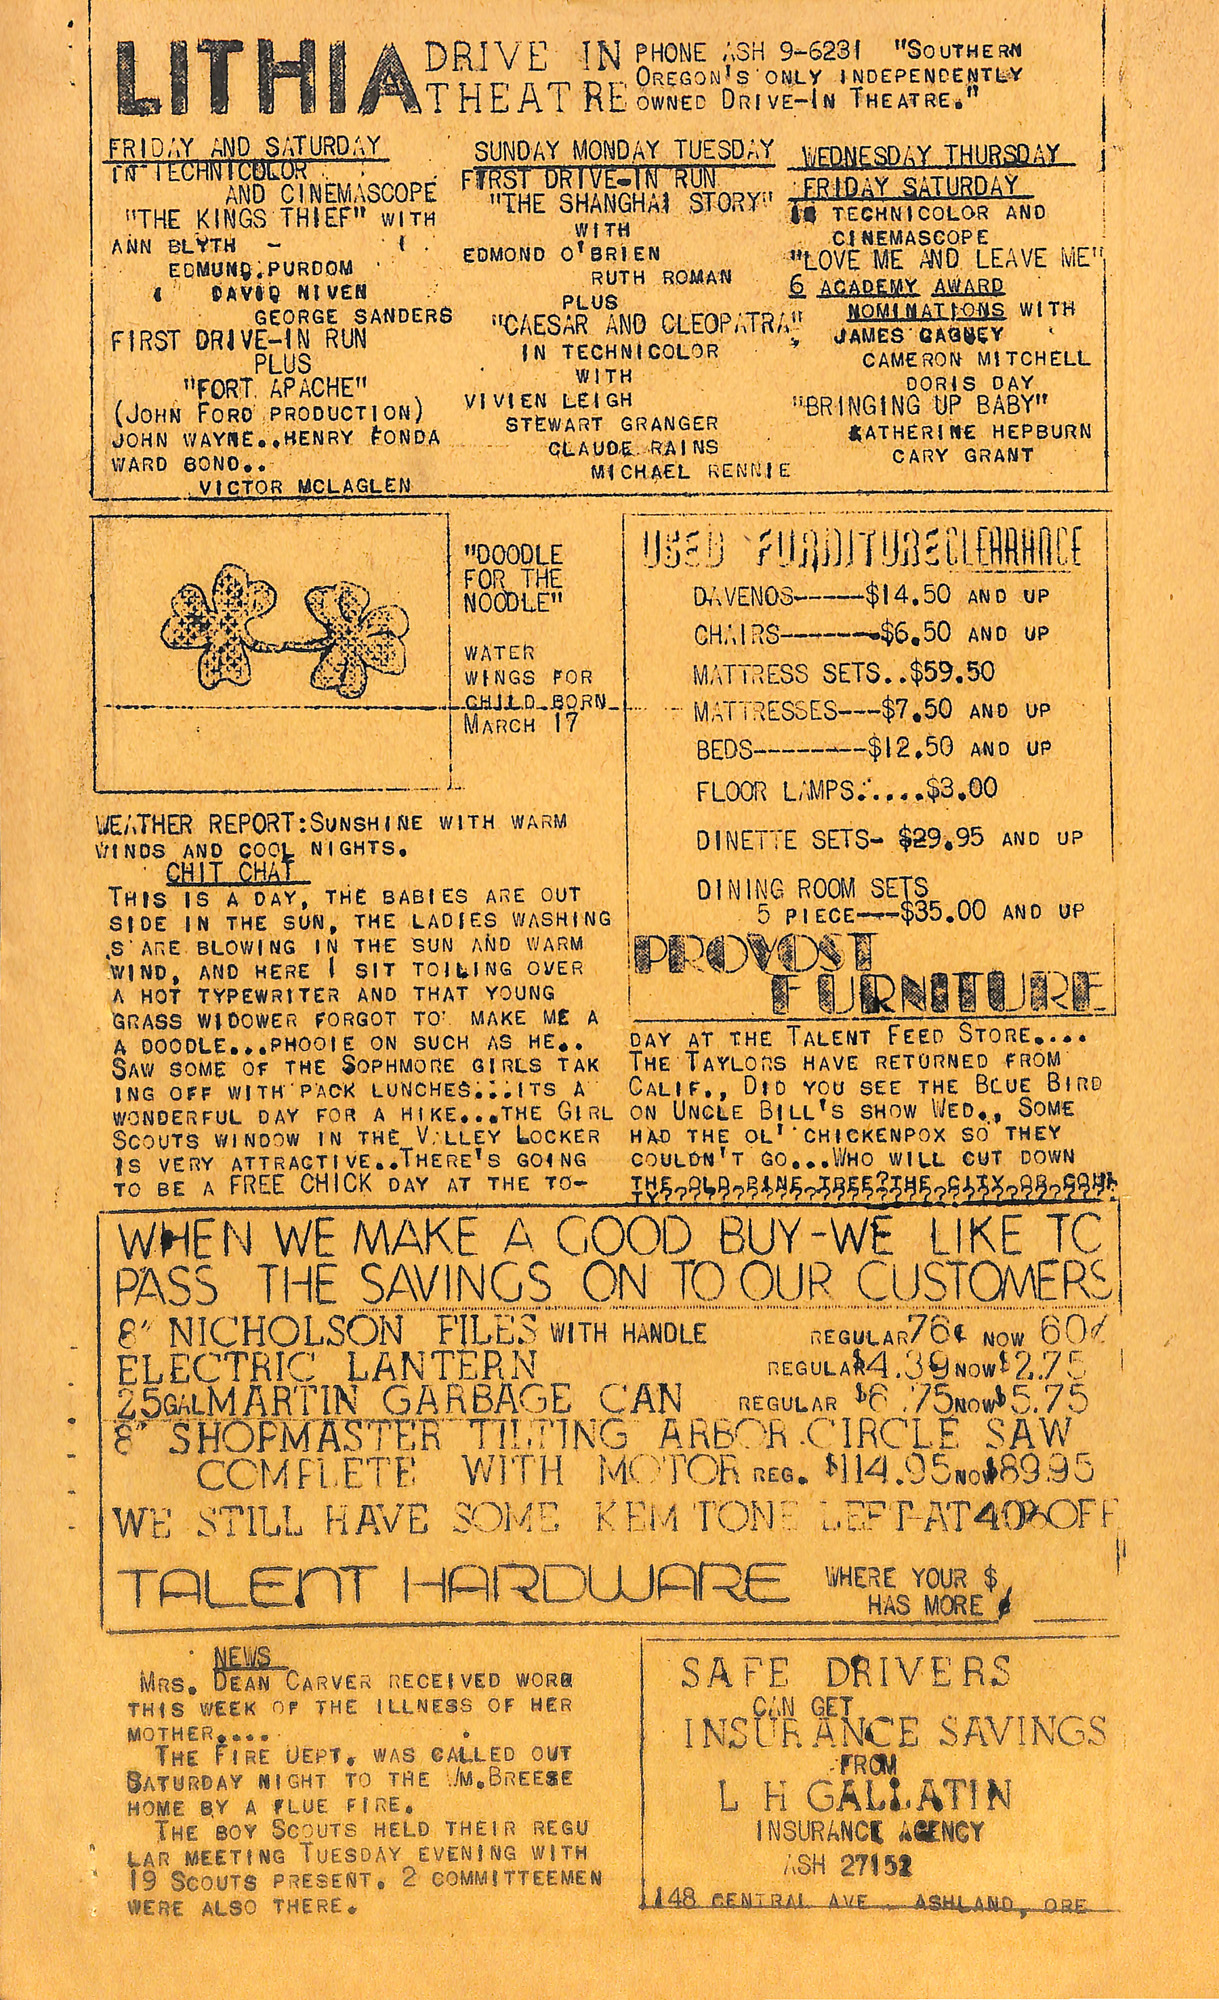 LITHIA DRIVE IN THEATRE
PHONE ASH 9-6231 "SOUTHERN
OREGON'S ONLY INDEPENDENTLY
OWNED DRIVE-IN THEATRE."
FRIDAY AND SATURDAY
IN TECHNICOLOR
AND CINEMASCOPE
"THE KINGS THIEF" WITH
ANN BLYTH -
EDMUND PURDOM
DAVID NIVEN
GEORGE SANDERS
FIRST DRIVE-IN RUN
PLUS
"FORT APACHE"
(JOHN FORD PRODUCTION)
JOHN WAYNE..HENRY FONDA
WARD BOND..
VICTOR MCLAGLEN
SUNDAY MONDAY TUESDAY
FIRST DRIVE-IN RUN
"THE SHANGHAI STORY"
WITH
EDMOND O'BRIEN
RUTH ROMAN
PLUS
"CAESAR AND CLEOPATRA"
IN TECHNICOLOR
WITH
VIVIEN LEIGH
STEWART GRANGER
CLAUDE RAINS
MICHAEL RENNIE
WEDNESDAY THURSDAY
FRIDAY SATURDAY
TECHNICOLOR AND
CINEMASCOPE
"LOVE ME AND LEAVE ME"
6 ACADEMY AWARD
NOMINATIONS WITH
JAMES CAGNEY
CAMERON MITCHELL
DORIS DAY
"BRINGING UP BABY"
KATHERINE HEPBURN
CARY GRANT
"DOODLE
FOR THE
NOODLE"
WATER
WINGS FOR
CHILD BORN
MARCH 17
USED FURNITURE CLEARANCE
DAVENOS-----$14.50 AND UP
CHAIRS-------$6.50 AND UP
MATTRESS SETS..$59.50
MATTRESSES---$7.50 AND UP
BEDS--------$12.50 AND UP
FLOOR LAMPS......$3.00
DINETTE SETS- $29.95 AND UP
DINING ROOM SETS
5 PIECE---$35.00 AND UP
PROVOST
FURNITURE
WEATHER REPORT:SUNSHINE WITH WARM
WINDS AND COOL NIGHTS.
CHIT CHAT
THIS IS A DAY, THE BABIES ARE OUT
SIDE IN THE SUN, THE LADIES WASHING
S ARE BLOWING IN THE SUN AND WARM
WIND, AND HERE I SIT TOILING OVER
A HOT TYPEWRITER AND THAT YOUNG
GRASS WIDOWER FORGOT TO MAKE ME A
A DOODLE...PHOOIE ON SUCH AS HE..
SAW SOME OF THE SOPHMORE GIRLS TAK
ING OFF WITH PACK LUNCHES...ITS A
WONDERFUL DAY FOR A HIKE...THE GIRL
SCOUTS WINDOW IN THE VALLEY LOCKER
IS VERY ATTRACTIVE..THERE'S GOING
TO BE A FREE CHICK DAY AT THE TO-
DAY AT THE TALENT FEED STORE....
THE TAYLORS HAVE RETURNED FROM
CALIF., DID YOU SEE THE BLUE BIRD
ON UNCLE BILL'S SHOW WED., SOME
HAD THE OL' CHICKENPOX SO THEY
COULDN'T GO...WHO WILL CUT DOWN
THE OLD PINE TREE?THE CITY OR COUN
TY??????????????????????????????
WHEN WE MAKE A GOOD BUY-WE LIKE TO
PASS THE SAVINGS ON TO OUR CUSTOMERS
8" NICHOLSON FILES WITH HANDLE REGULAR 76¢ NOW 60¢
ELECTRIC LANTERN REGULAR $4.39 NOW $2.75
25GAL MARTIN GARBAGE CAN REGULAR $6.75 NOW $5.75
8" SHOPMASTER TILTING ARBOR CIRCLE SAW
COMPLETE WITH MOTOR REG. $114.95 NOW $89.95
WE STILL HAVE SOME KEM TONE LEFT-AT 40% OFF
TALENT HARDWARE WHERE YOUR $
HAS MORE ¢
NEWS
MRS. DEAN CARVER RECEIVED WORD
THIS WEEK OF THE ILLNESS OF HER
MOTHER....
THE FIRE DEPT. WAS CALLED OUT
SATURDAY NIGHT TO THE WM.BREESE
HOME BY A FLUE FIRE.
THE BOY SCOUTS HELD THEIR REGU
LAR MEETING TUESDAY EVENING WITH
19 SCOUTS PRESENT. 2 COMMITTEEMEN
WERE ALSO THERE.
SAFE DRIVERS
CAN GET
INSURANCE SAVINGS
FROM
L H GALLATIN
INSURANCE AGENCY
ASH 27152
148 CENTRAL AVE ASHLAND, ORE